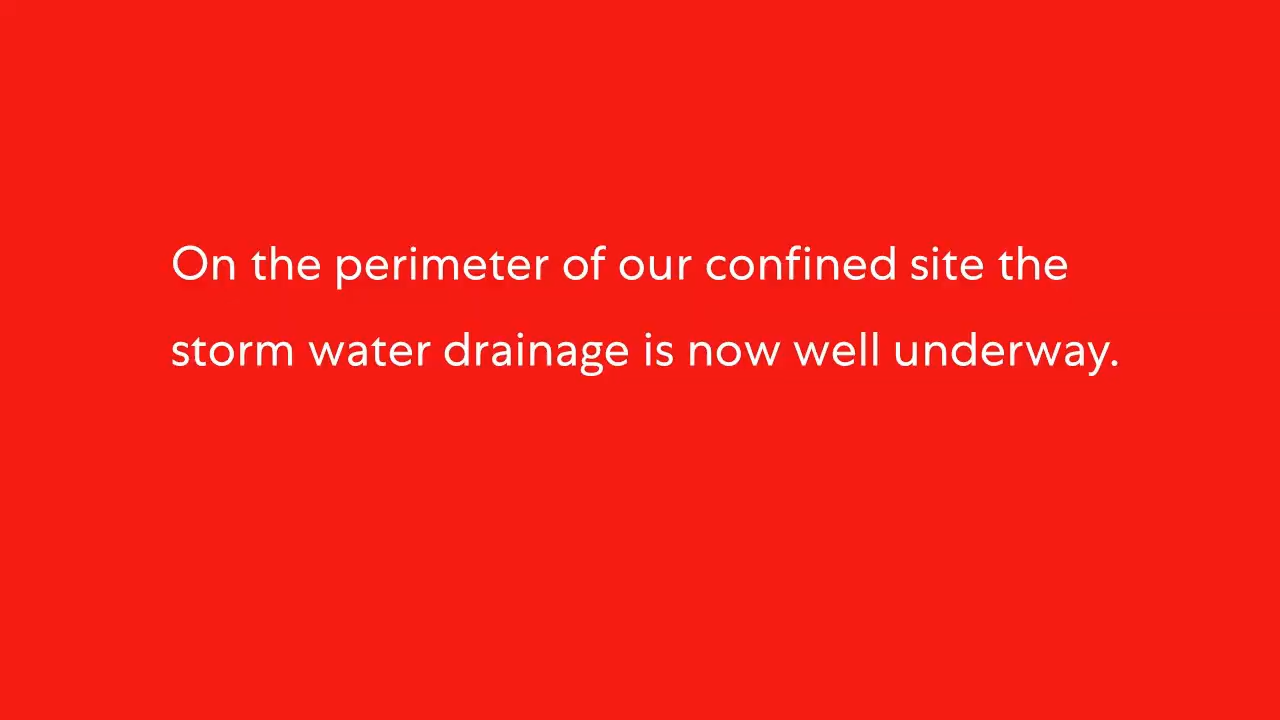 On the perimeter of our confined site the
storm water drainage is now well underway.